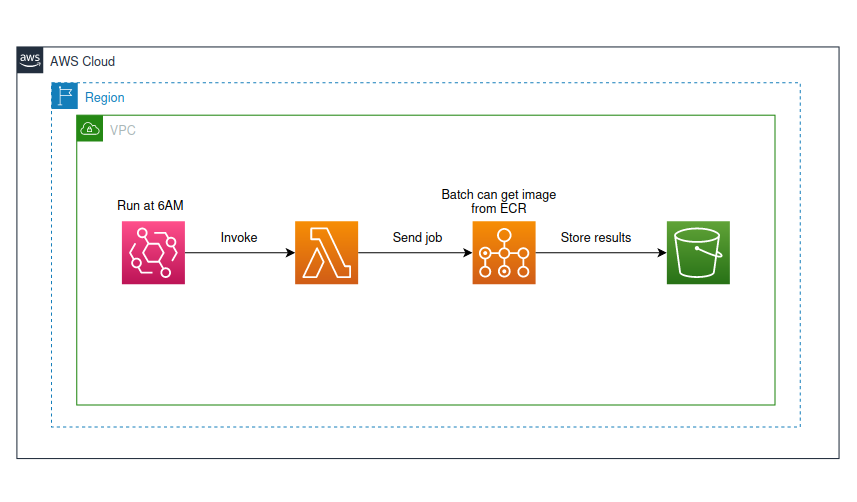 aws
AWS Cloud
Region
VPC
Run at 6AM
Invoke
Send job
Batch can get image
from ECR
Store results